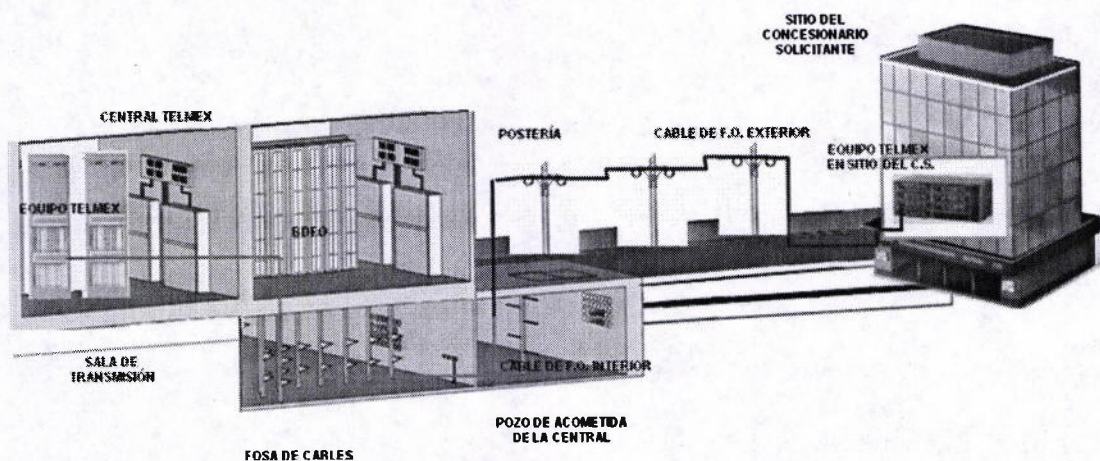 SITIO DEL
CONCESIONARIO
SOLICITANTE
CENTRAL TELMEX
POSTERÍA
CABLE DE F.O. EXTERIOR
EQUIPO TELMEX
EN SITIO DEL C.S.
EQUIPO TELMEX
BDFO
SALA DE
TRANSMISIÓN
CABLE DE F.O. INTERIOR
POZO DE ACOMETIDA
DE LA CENTRAL
FOSA DE CABLES